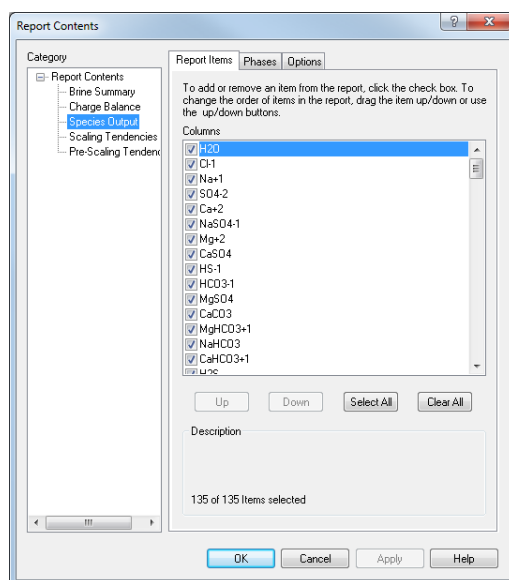 Report Contents
?
x
Category
Report Contents
Brine Summary
Charge Balance
Species Output
Scaling Tendencies
Pre-Scaling Tendenc
Report Items
Phases
Options
To add or remove an item from the report, click the check box. To
change the order of items in the report, drag the item up/down or use
the up/down buttons.
Columns
H2O
Cl-1
Na+1
SO4-2
Ca+2
NaSO4-1
Mg+2
CaSO4
HS-1
HCO3-1
MgSO4
CaCO3
MgHCO3+1
NaHCO3
CaHCO3+1
H2S
Up
Down
Select All
Clear All
Description
135 of 135 Items selected
OK
Cancel
Apply
Help